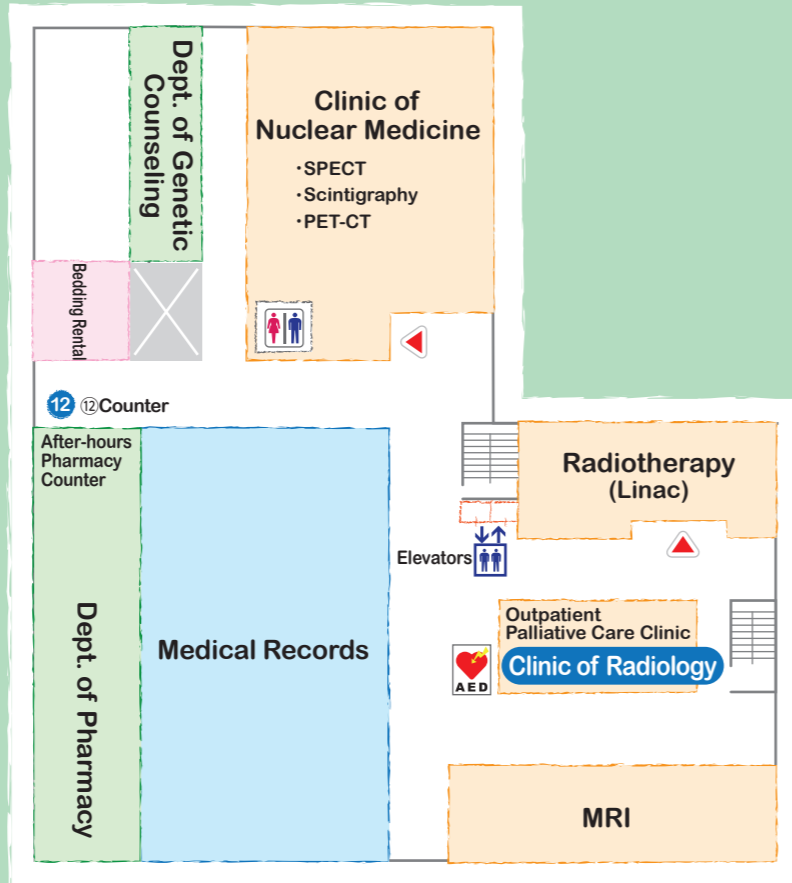 Dept. of Genetic
Counseling
Clinic of
Nuclear Medicine
・SPECT
・Scintigraphy
・PET-CT
Bedding Rental
12 ⑫Counter
After-hours
Pharmacy
Counter
Radiotherapy
(Linac)
Elevators
Outpatient
Palliative Care Clinic
Clinic of Radiology
AED
Dept. of Pharmacy
Medical Records
MRI